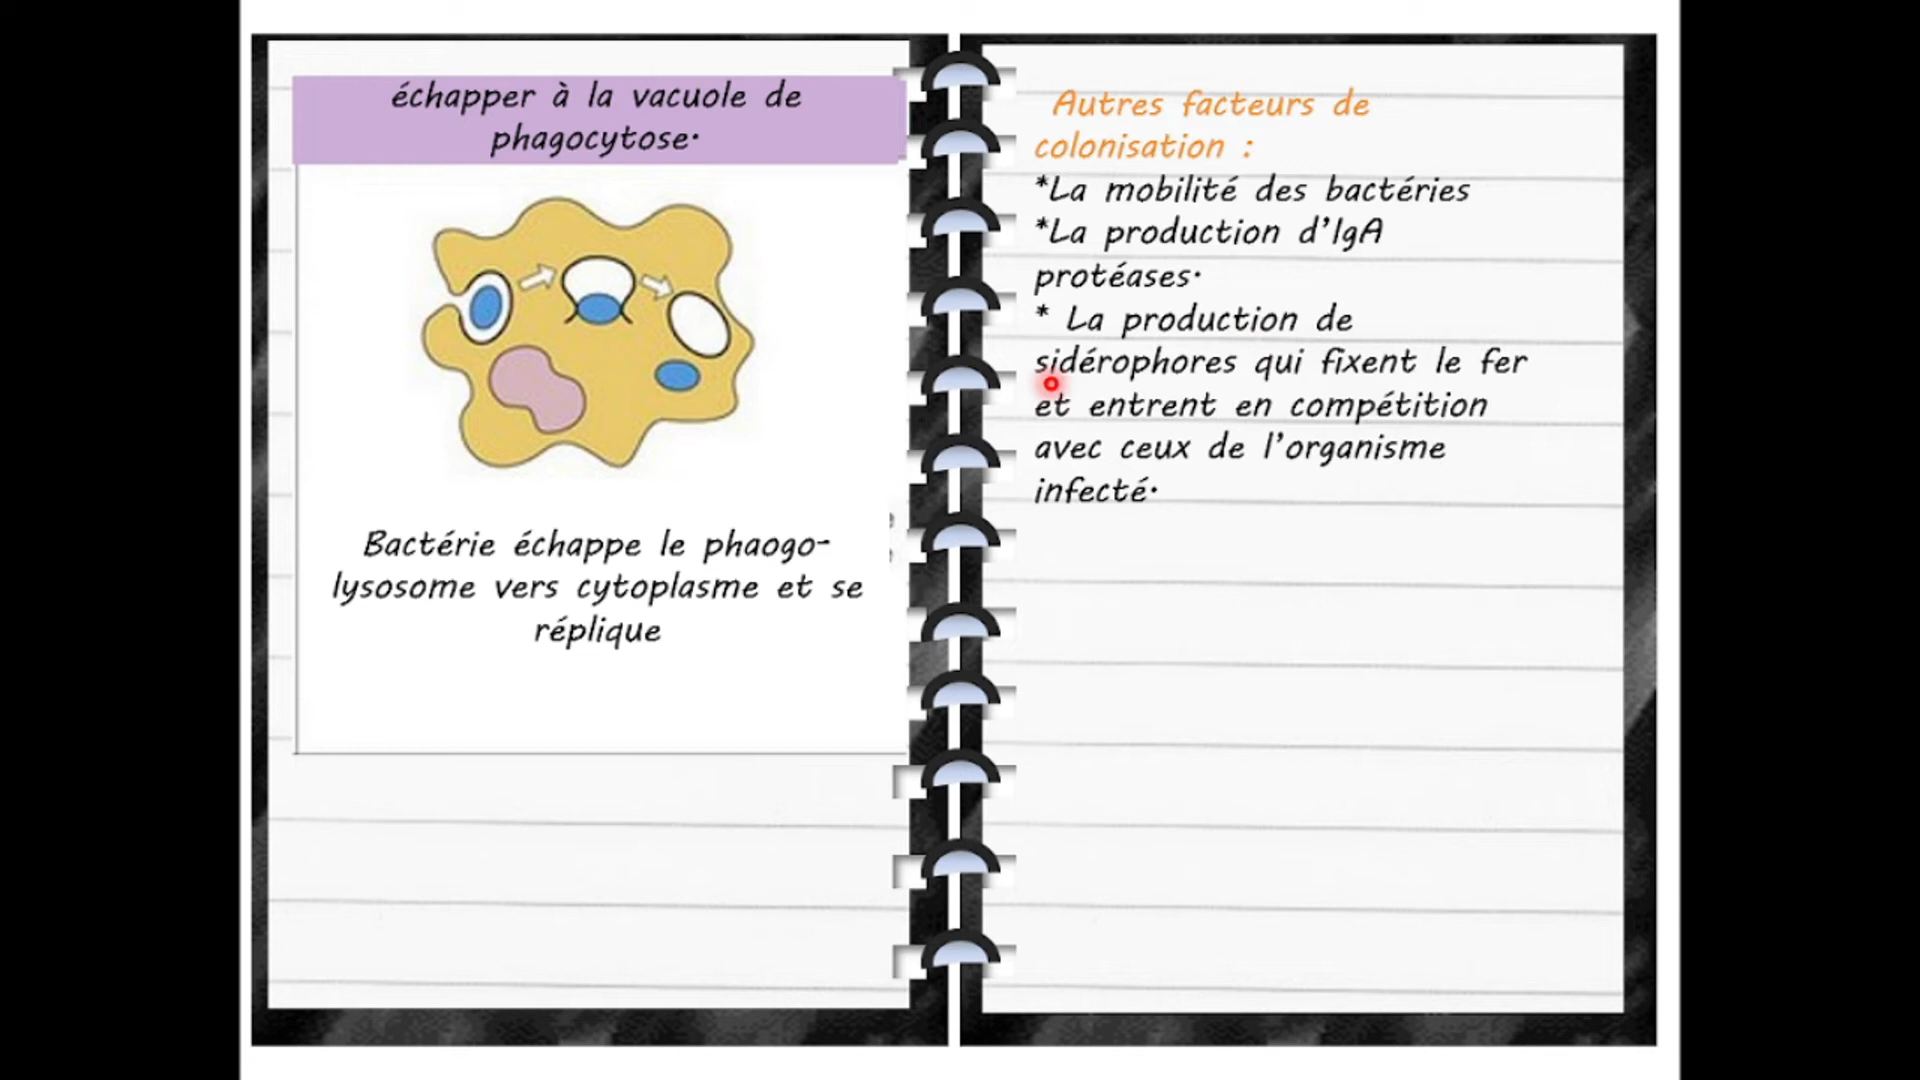 échapper à la vacuole de
phagocytose.
Bactérie échappe le phaogo-
lysosome vers cytoplasme et se
réplique
Autres facteurs de
colonisation :
*La mobilité des bactéries
*La production d’IgA
protéases.
* La production de
sidérophores qui fixent le fer
et entrent en compétition
avec ceux de l’organisme
infecté.